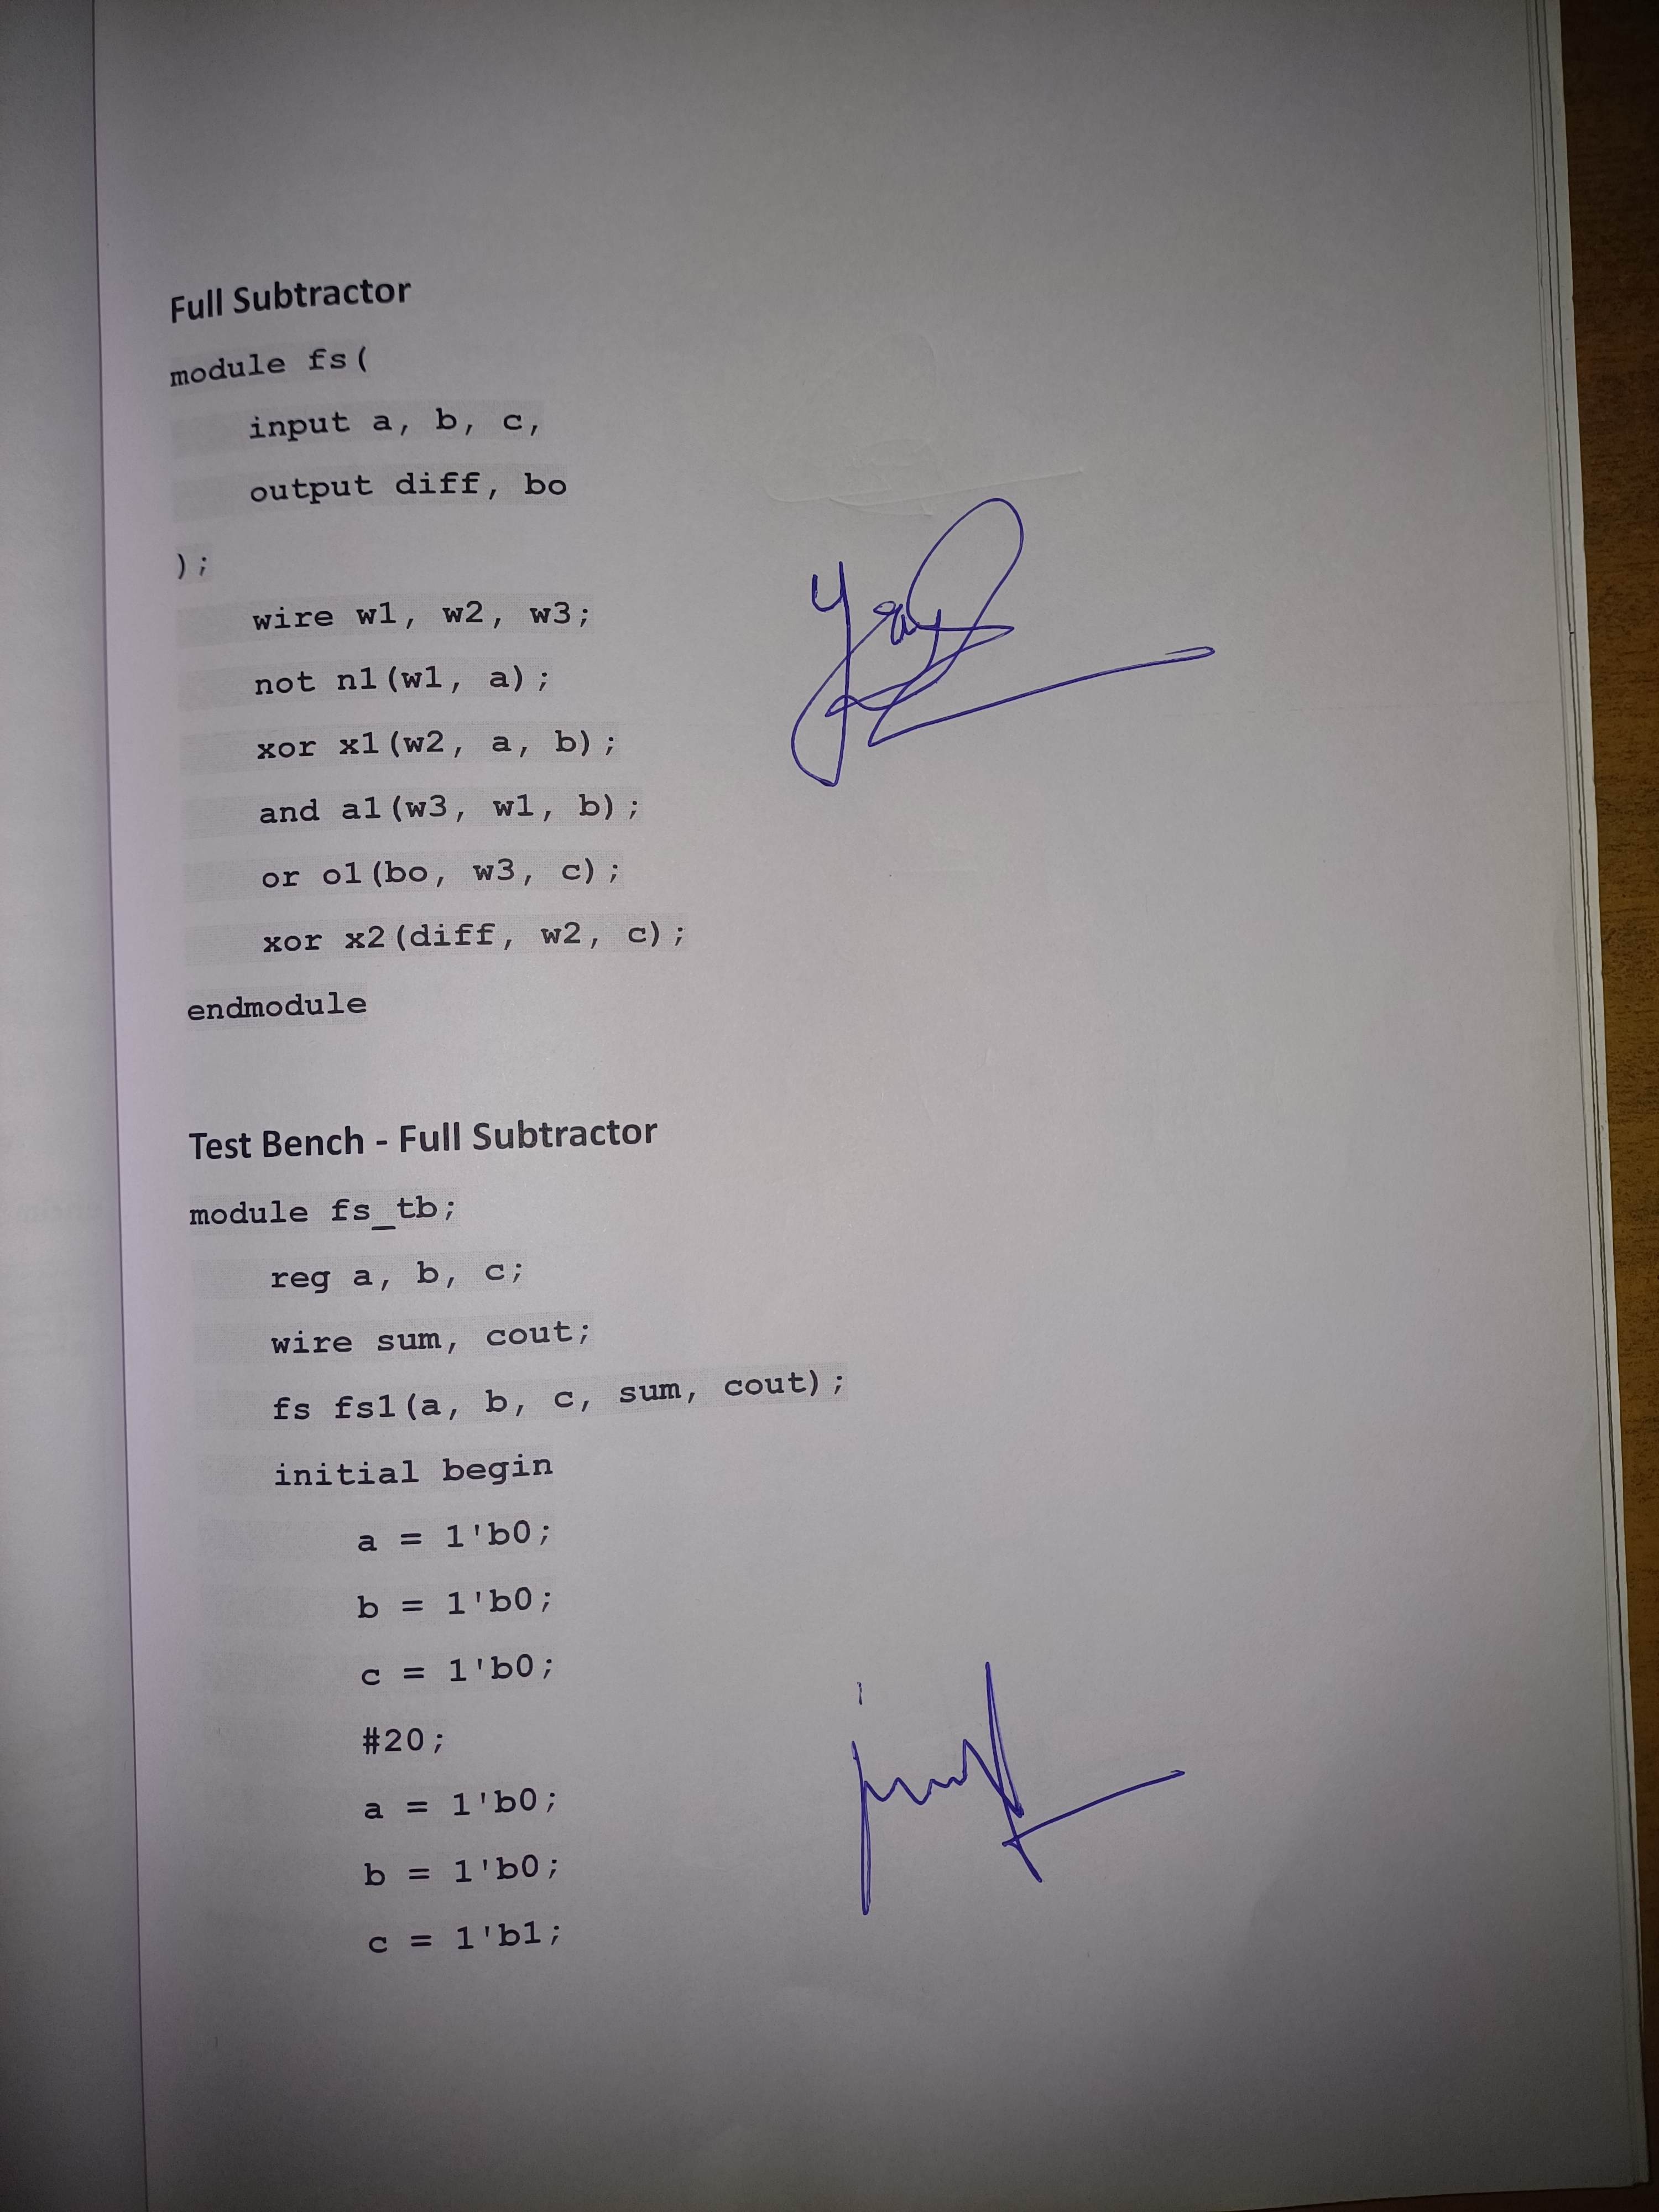 Full Subtractor
module fs(
input a, b, c,
output diff, bo
);
wire w1, w2, w3;
not n1(w1, a);
xor x1(w2, a, b);
and a1(w3, w1, b);
or o1(bo, w3, c);
xor x2(diff, w2, c);
endmodule
Test Bench - Full Subtractor
module fs_tb;
reg a, b, c;
wire sum, cout;
fs fs1(a, b, c, sum, cout);
initial begin
a = 1'b0;
b = 1'b0;
c = 1'b0;
#20;
a = 1'b0;
b = 1'b0;
c = 1'b1;